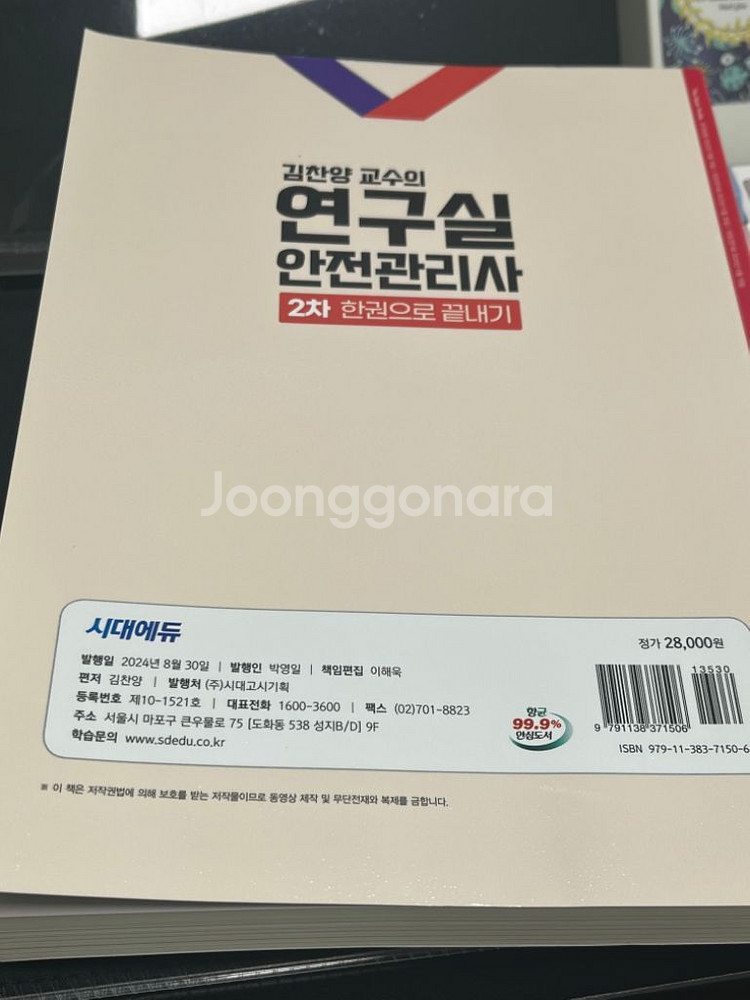 김찬양 교수의
연구실
안전관리사
2차 한권으로 끝내기
Joonggonara
시대에듀
정가 28,000원
발행일 2024년 8월 30일 | 발행인 박영일 | 책임편집 이해욱
편저 김찬양 | 발행처 (주)시대고시기획
등록번호 제10-1521호 | 대표전화 1600-3600 | 팩스 (02)701-8823
주소 서울시 마포구 큰우물로 75 [도화동 538 성지B/D] 9F
학습문의 www.sdedu.co.kr
항균
99.9%
안심도서
13530
9 791138 371506
ISBN 979-11-383-7150-6
※ 이 책은 저작권법에 의해 보호를 받는 저작물이므로 동영상 제작 및 무단전재와 복제를 금합니다.